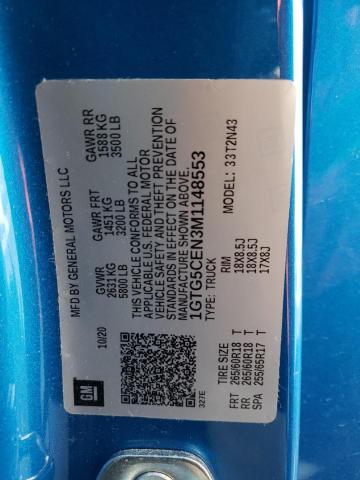 MFD BY GENERAL MOTORS LLC
10/20
GVWR
2631 KG
5800 LB
GAWR FRT
1451 KG
3200 LB
GAWR RR
1588 KG
3500 LB
THIS VEHICLE CONFORMS TO ALL
APPLICABLE U.S. FEDERAL MOTOR
VEHICLE SAFETY AND THEFT PREVENTION
STANDARDS IN EFFECT ON THE DATE OF
MANUFACTURE SHOWN ABOVE.
1GTG5CEN3M1148553
TYPE: TRUCK
MODEL: 33T2N43
GM
327E
TIRE SIZE RIM
FRT 265/60R18 T 18X8.5J
RR 265/60R18 T 18X8.5J
SPA 255/65R17 T 17X8J